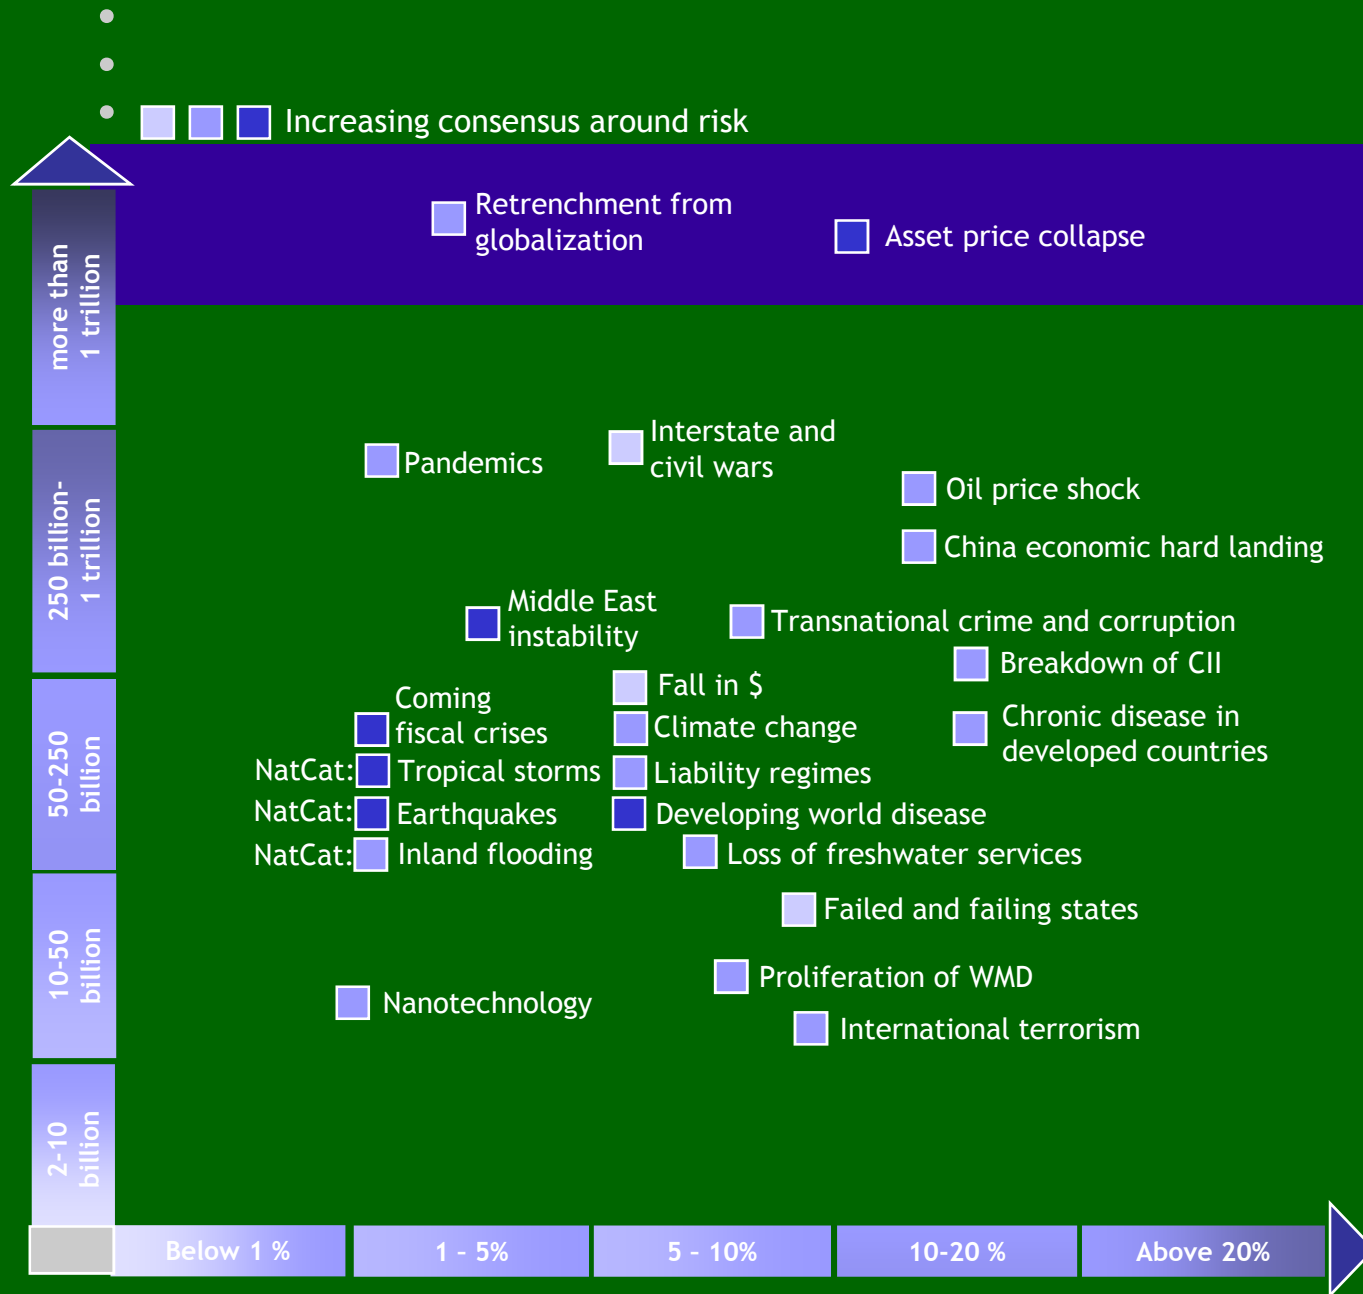 Increasing consensus around risk
Retrenchment from
globalization
Asset price collapse
more than
1 trillion
Interstate and
civil wars
Pandemics
Oil price shock
China economic hard landing
250 billion-
1 trillion
Middle East
instability
Transnational crime and corruption
Breakdown of CII
Fall in $
Coming
fiscal crises
Climate change
Chronic disease in
developed countries
50-250
billion
NatCat: Tropical storms
Liability regimes
NatCat: Earthquakes
Developing world disease
NatCat: Inland flooding
Loss of freshwater services
Failed and failing states
10-50
billion
Proliferation of WMD
Nanotechnology
International terrorism
2-10
billion
Below 1 %
1 – 5%
5 – 10%
10-20 %
Above 20%